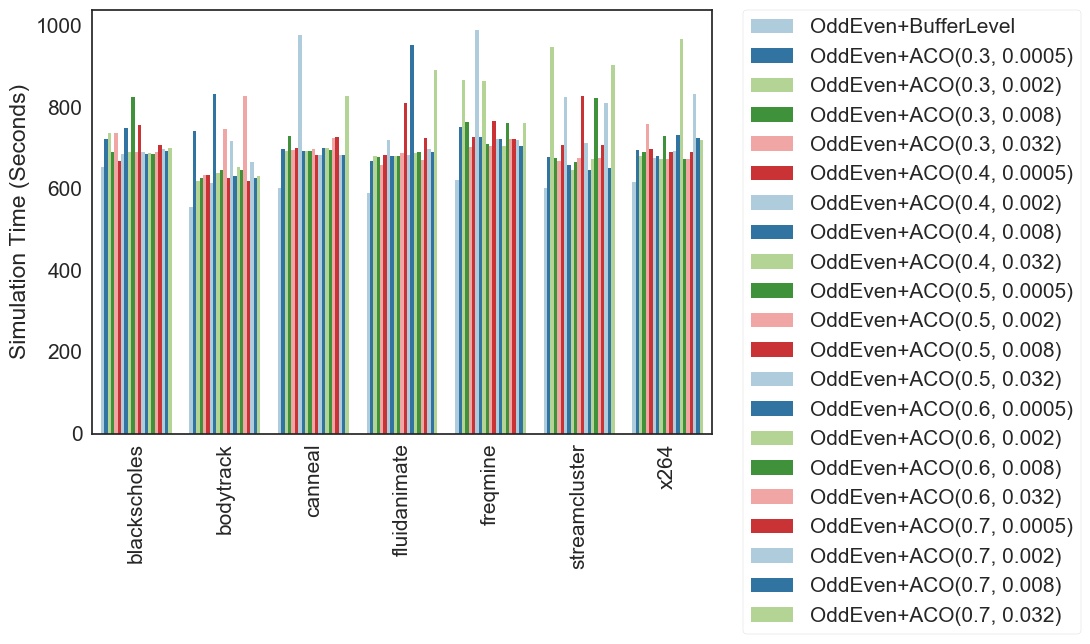 Simulation Time (Seconds)
1000
800
600
400
200
0
blackscholes
bodytrack
canneal
fluidanimate
freqmine
streamcluster
x264
OddEven+BufferLevel
OddEven+ACO(0.3, 0.0005)
OddEven+ACO(0.3, 0.002)
OddEven+ACO(0.3, 0.008)
OddEven+ACO(0.3, 0.032)
OddEven+ACO(0.4, 0.0005)
OddEven+ACO(0.4, 0.002)
OddEven+ACO(0.4, 0.008)
OddEven+ACO(0.4, 0.032)
OddEven+ACO(0.5, 0.0005)
OddEven+ACO(0.5, 0.002)
OddEven+ACO(0.5, 0.008)
OddEven+ACO(0.5, 0.032)
OddEven+ACO(0.6, 0.0005)
OddEven+ACO(0.6, 0.002)
OddEven+ACO(0.6, 0.008)
OddEven+ACO(0.6, 0.032)
OddEven+ACO(0.7, 0.0005)
OddEven+ACO(0.7, 0.002)
OddEven+ACO(0.7, 0.008)
OddEven+ACO(0.7, 0.032)